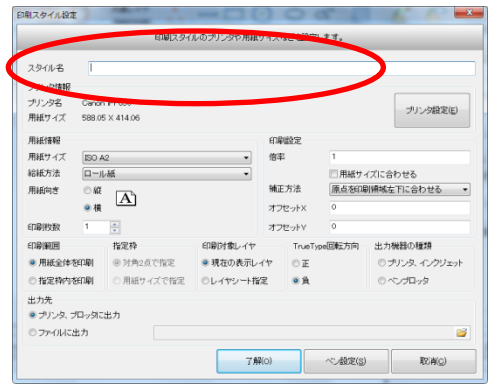 印刷スタイル設定
印刷スタイルのプリンタや用紙サイズなどを設定します。
スタイル名
プリンタ情報
プリンタ名 Canon
用紙サイズ 588.05 X 414.06
プリンタ設定(E)
用紙情報
用紙サイズ ISO A2
給紙方法 ロール紙
用紙向き 縦
横
A
印刷枚数 1
印刷設定
倍率 1
用紙サイズに合わせる
補正方法 原点を印刷領域左下に合わせる
オフセットX 0
オフセットY 0
印刷範囲
用紙全体を印刷
指定枠内を印刷
指定枠
対角2点で指定
用紙サイズで指定
印刷対象レイヤ
現在の表示レイヤ
レイヤシート指定
TrueType回転方向
正
負
出力機器の種類
プリンタ、インクジェット
ペンプロッタ
出力先
プリンタ、プロッタに出力
ファイルに出力
了解(O)
ペン設定(S)
取消(C)